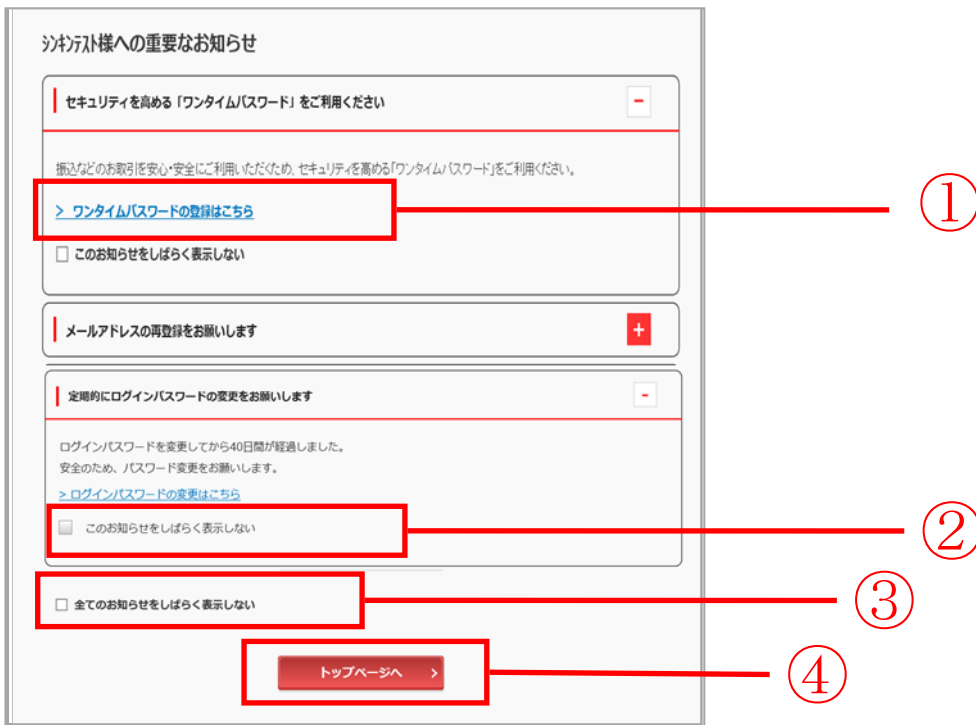 シンキンテスト様への重要なお知らせ
セキュリティを高める「ワンタイムパスワード」をご利用ください
-
振込などのお取引を安心・安全にご利用いただくため、セキュリティを高める「ワンタイムパスワード」をご利用ください。
> ワンタイムパスワードの登録はこちら
①
このお知らせをしばらく表示しない
メールアドレスの再登録をお願いします
+
定期的にログインパスワードの変更をお願いします
-
ログインパスワードを変更してから40日間が経過しました。
安全のため、パスワード変更をお願いします。
> ログインパスワードの変更はこちら
このお知らせをしばらく表示しない
②
全てのお知らせをしばらく表示しない
③
トップページへ >
④